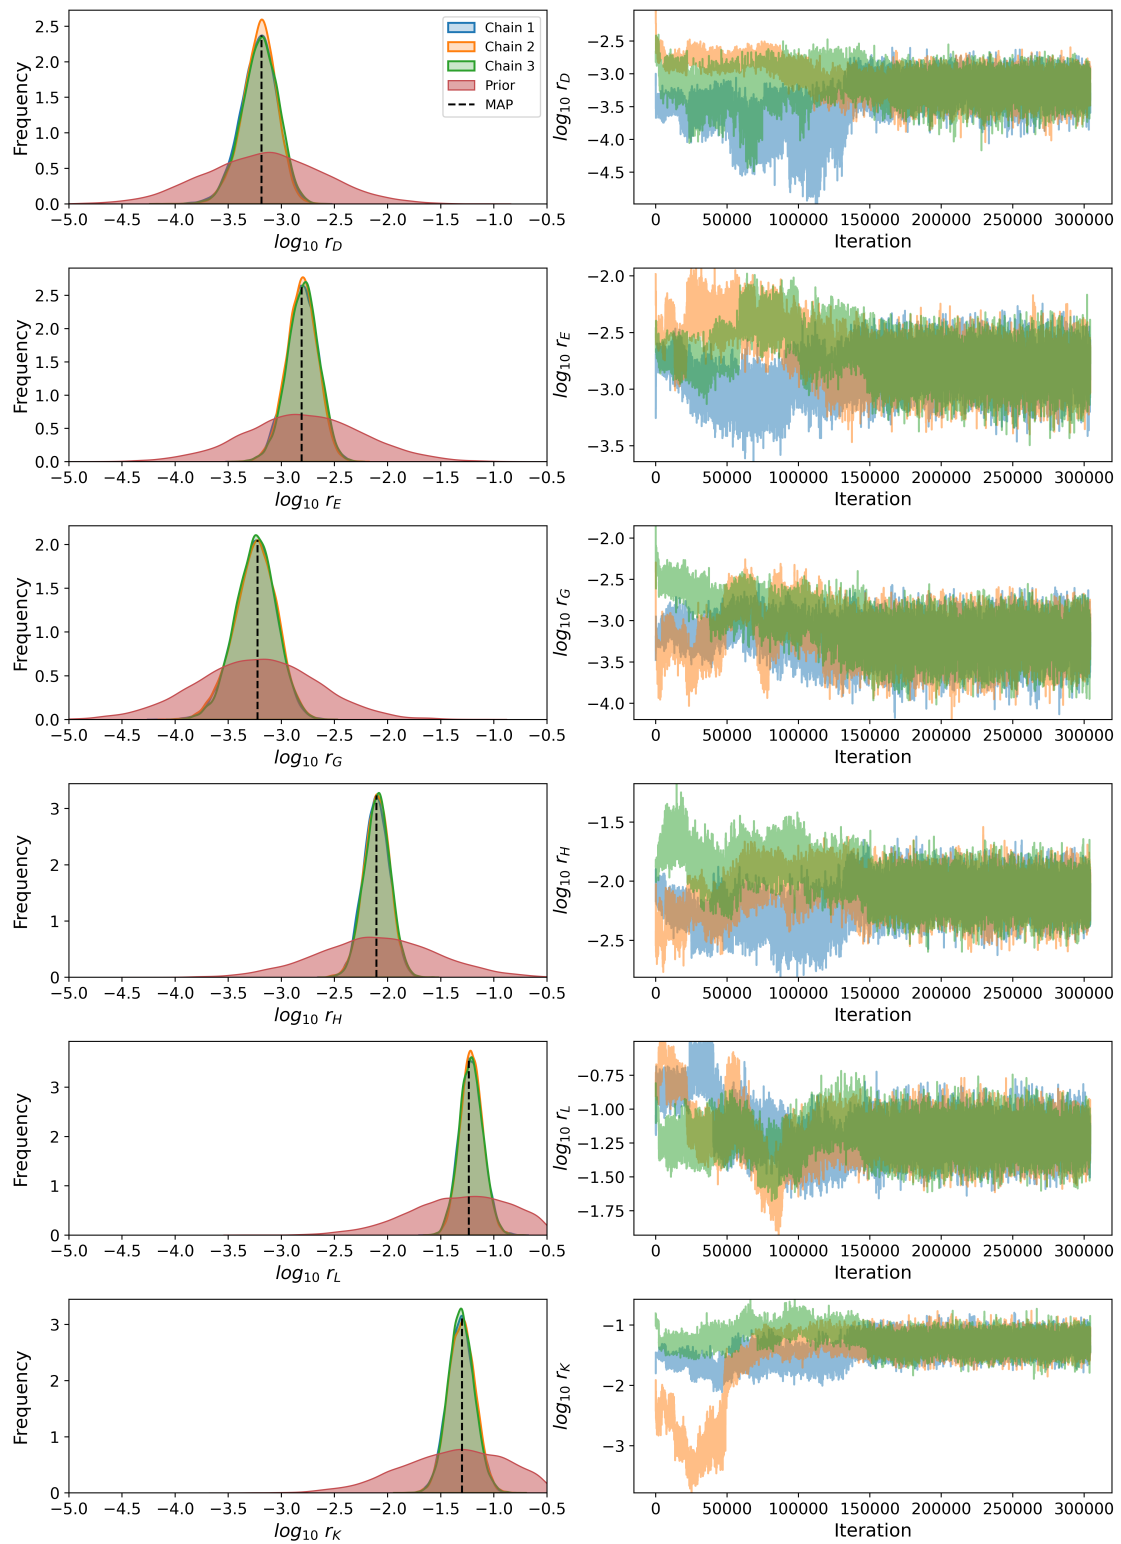 2.5
2.0
1.5
1.0
0.5
0.0
Frequency
Chain 1
Chain 2
Chain 3
Prior
MAP
−5.0 −4.5 −4.0 −3.5 −3.0 −2.5 −2.0 −1.5 −1.0 −0.5
log10 rD
−2.5
−3.0
−3.5
−4.0
−4.5
log10 rD
0 50000 100000 150000 200000 250000 300000
Iteration
2.5
2.0
1.5
1.0
0.5
0.0
Frequency
−5.0 −4.5 −4.0 −3.5 −3.0 −2.5 −2.0 −1.5 −1.0 −0.5
log10 rE
−2.0
−2.5
−3.0
−3.5
log10 rE
0 50000 100000 150000 200000 250000 300000
Iteration
2.0
1.5
1.0
0.5
0.0
Frequency
−5.0 −4.5 −4.0 −3.5 −3.0 −2.5 −2.0 −1.5 −1.0 −0.5
log10 rG
−2.0
−2.5
−3.0
−3.5
−4.0
log10 rG
0 50000 100000 150000 200000 250000 300000
Iteration
3
2
1
0
Frequency
−5.0 −4.5 −4.0 −3.5 −3.0 −2.5 −2.0 −1.5 −1.0 −0.5
log10 rH
−1.5
−2.0
−2.5
log10 rH
0 50000 100000 150000 200000 250000 300000
Iteration
3
2
1
0
Frequency
−5.0 −4.5 −4.0 −3.5 −3.0 −2.5 −2.0 −1.5 −1.0 −0.5
log10 rL
−0.75
−1.00
−1.25
−1.50
−1.75
log10 rL
0 50000 100000 150000 200000 250000 300000
Iteration
3
2
1
0
Frequency
−5.0 −4.5 −4.0 −3.5 −3.0 −2.5 −2.0 −1.5 −1.0 −0.5
log10 rK
−1
−2
−3
log10 rK
0 50000 100000 150000 200000 250000 300000
Iteration